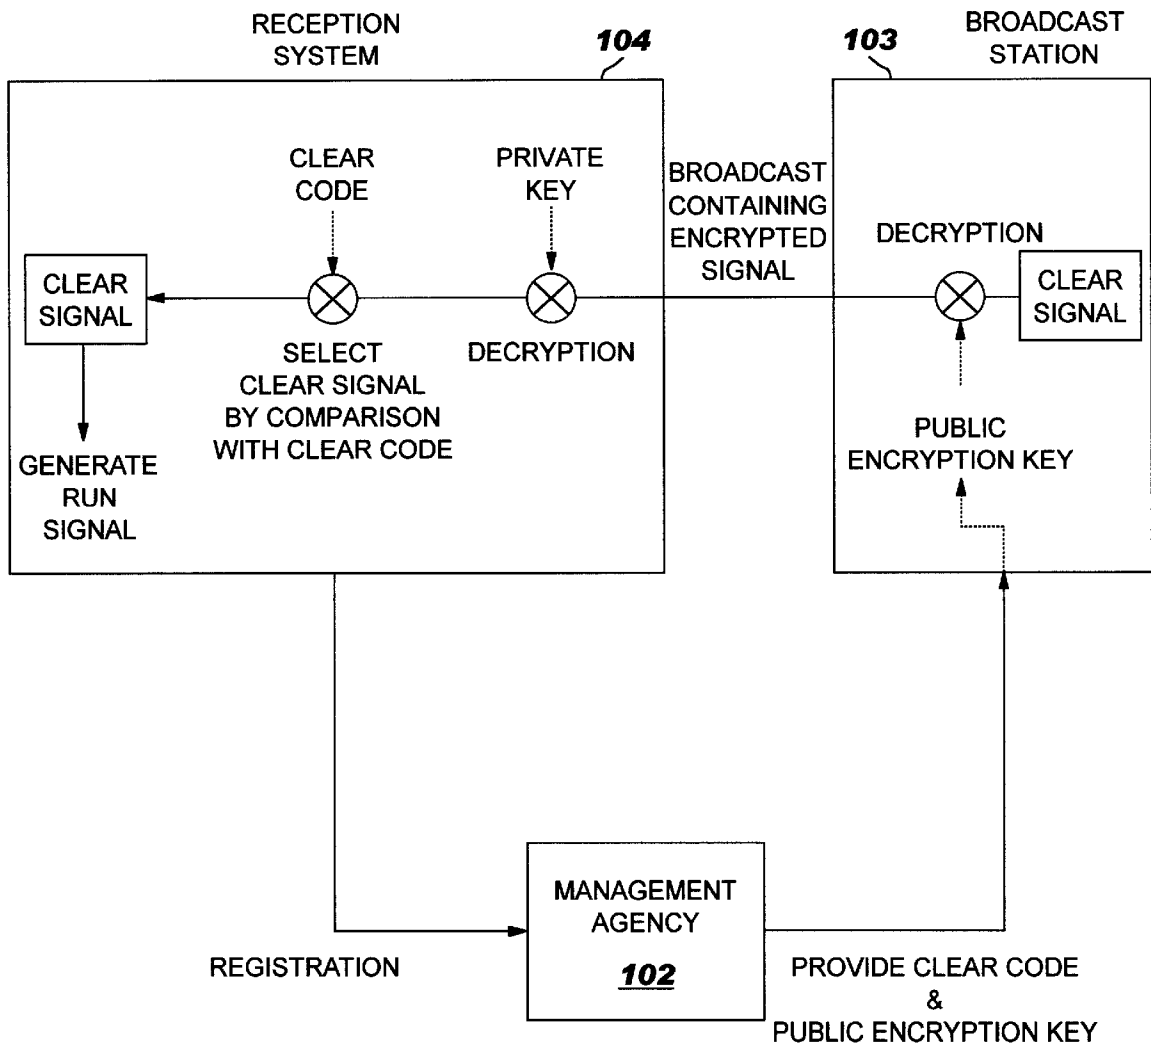 RECEPTION
SYSTEM
104
103
BROADCAST
STATION
CLEAR
CODE
PRIVATE
KEY
BROADCAST
CONTAINING
ENCRYPTED
SIGNAL
DECRYPTION
CLEAR
SIGNAL
CLEAR
SIGNAL
SELECT
CLEAR SIGNAL
BY COMPARISON
WITH CLEAR CODE
DECRYPTION
GENERATE
RUN
SIGNAL
PUBLIC
ENCRYPTION KEY
MANAGEMENT
AGENCY
102
REGISTRATION
PROVIDE CLEAR CODE
&
PUBLIC ENCRYPTION KEY